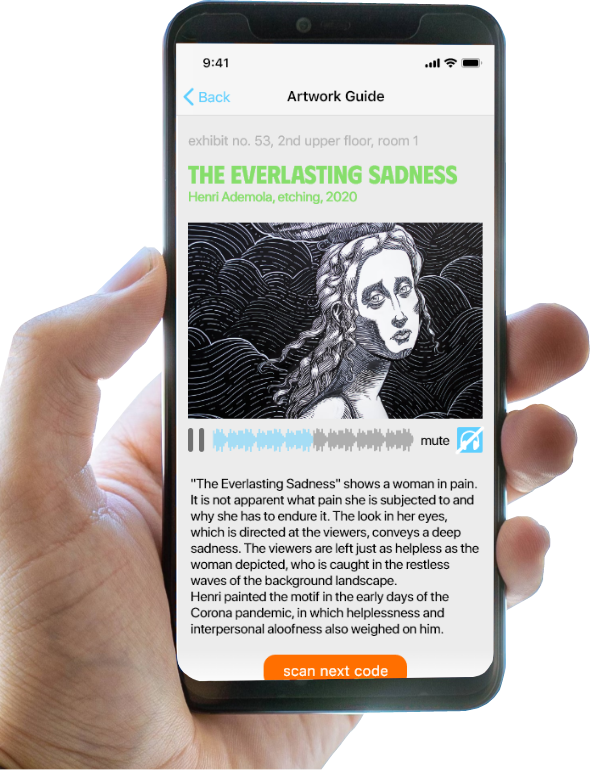 9:41
Back
Artwork Guide
exhibit no. 53, 2nd upper floor, room 1
THE EVERLASTING SADNESS
Henri Ademola, etching, 2020
mute
"The Everlasting Sadness" shows a woman in pain.
It is not apparent what pain she is subjected to and
why she has to endure it. The look in her eyes,
which is directed at the viewers, conveys a deep
sadness. The viewers are left just as helpless as the
woman depicted, who is caught in the restless
waves of the background landscape.
Henri painted the motif in the early days of the
Corona pandemic, in which helplessness and
interpersonal aloofness also weighed on him.
scan next code